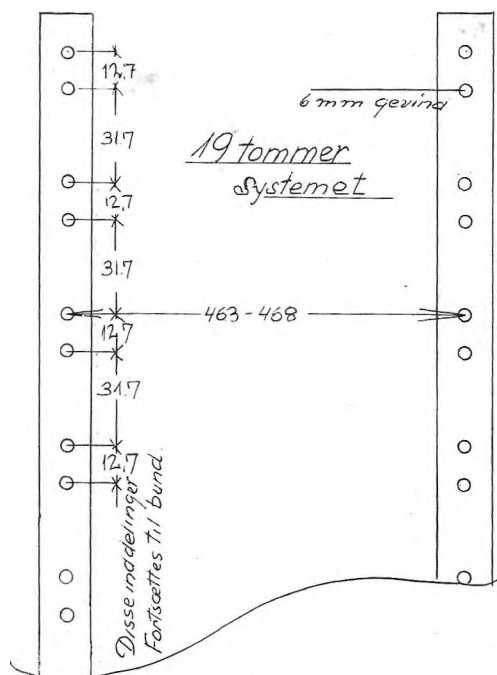 12.7
6 mm gevind
31.7
19 tommer
Systemet
12.7
31.7
463-468
12.7
31.7
12.7
Disse inddelinger
Fortsættes til bund.